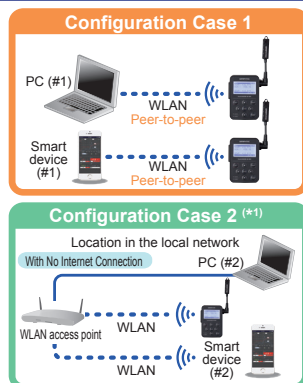 Configuration Case 1
PC (#1)
WLAN
Peer-to-peer
Smart
device
(#1)
WLAN
Peer-to-peer
Configuration Case 2 (*1)
Location in the local network
With No Internet Connection
PC (#2)
WLAN access point
WLAN
WLAN
Smart
device
(#2)